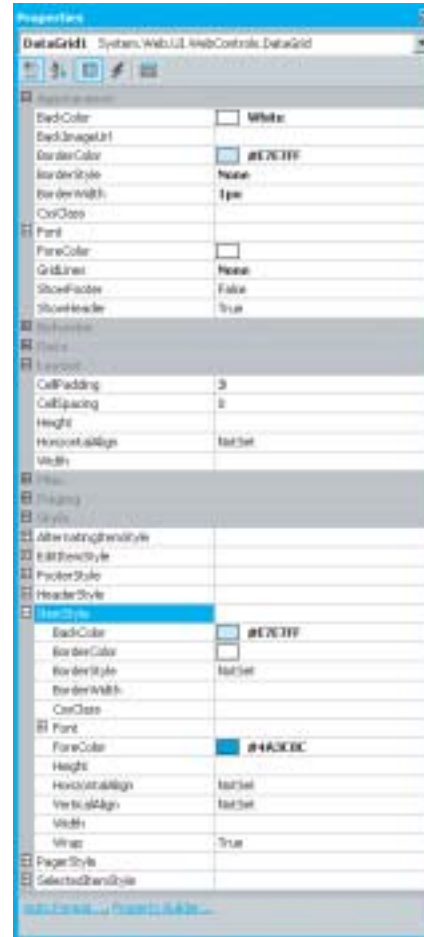 Properties
DataGrid1 System.Web.UI.WebControls.DataGrid
Appearance
BackColor White
BackImageUrl
BorderColor #E7E7FF
BorderStyle None
BorderWidth 1px
CssClass
Font
ForeColor
GridLines None
ShowFooter False
ShowHeader True
Behavior
Data
Layout
CellPadding 3
CellSpacing
Height
HorizontalAlign NotSet
Width
Misc
Paging
Style
AlternatingItemStyle
EditItemStyle
FooterStyle
HeaderStyle
ItemStyle
BackColor #E7E7FF
BorderColor
BorderStyle NotSet
BorderWidth
CssClass
Font
ForeColor #4A3C8C
Height
HorizontalAlign NotSet
VerticalAlign NotSet
Width
Wrap True
PagerStyle
SelectedItemStyle
Auto Format..., Property Builder...